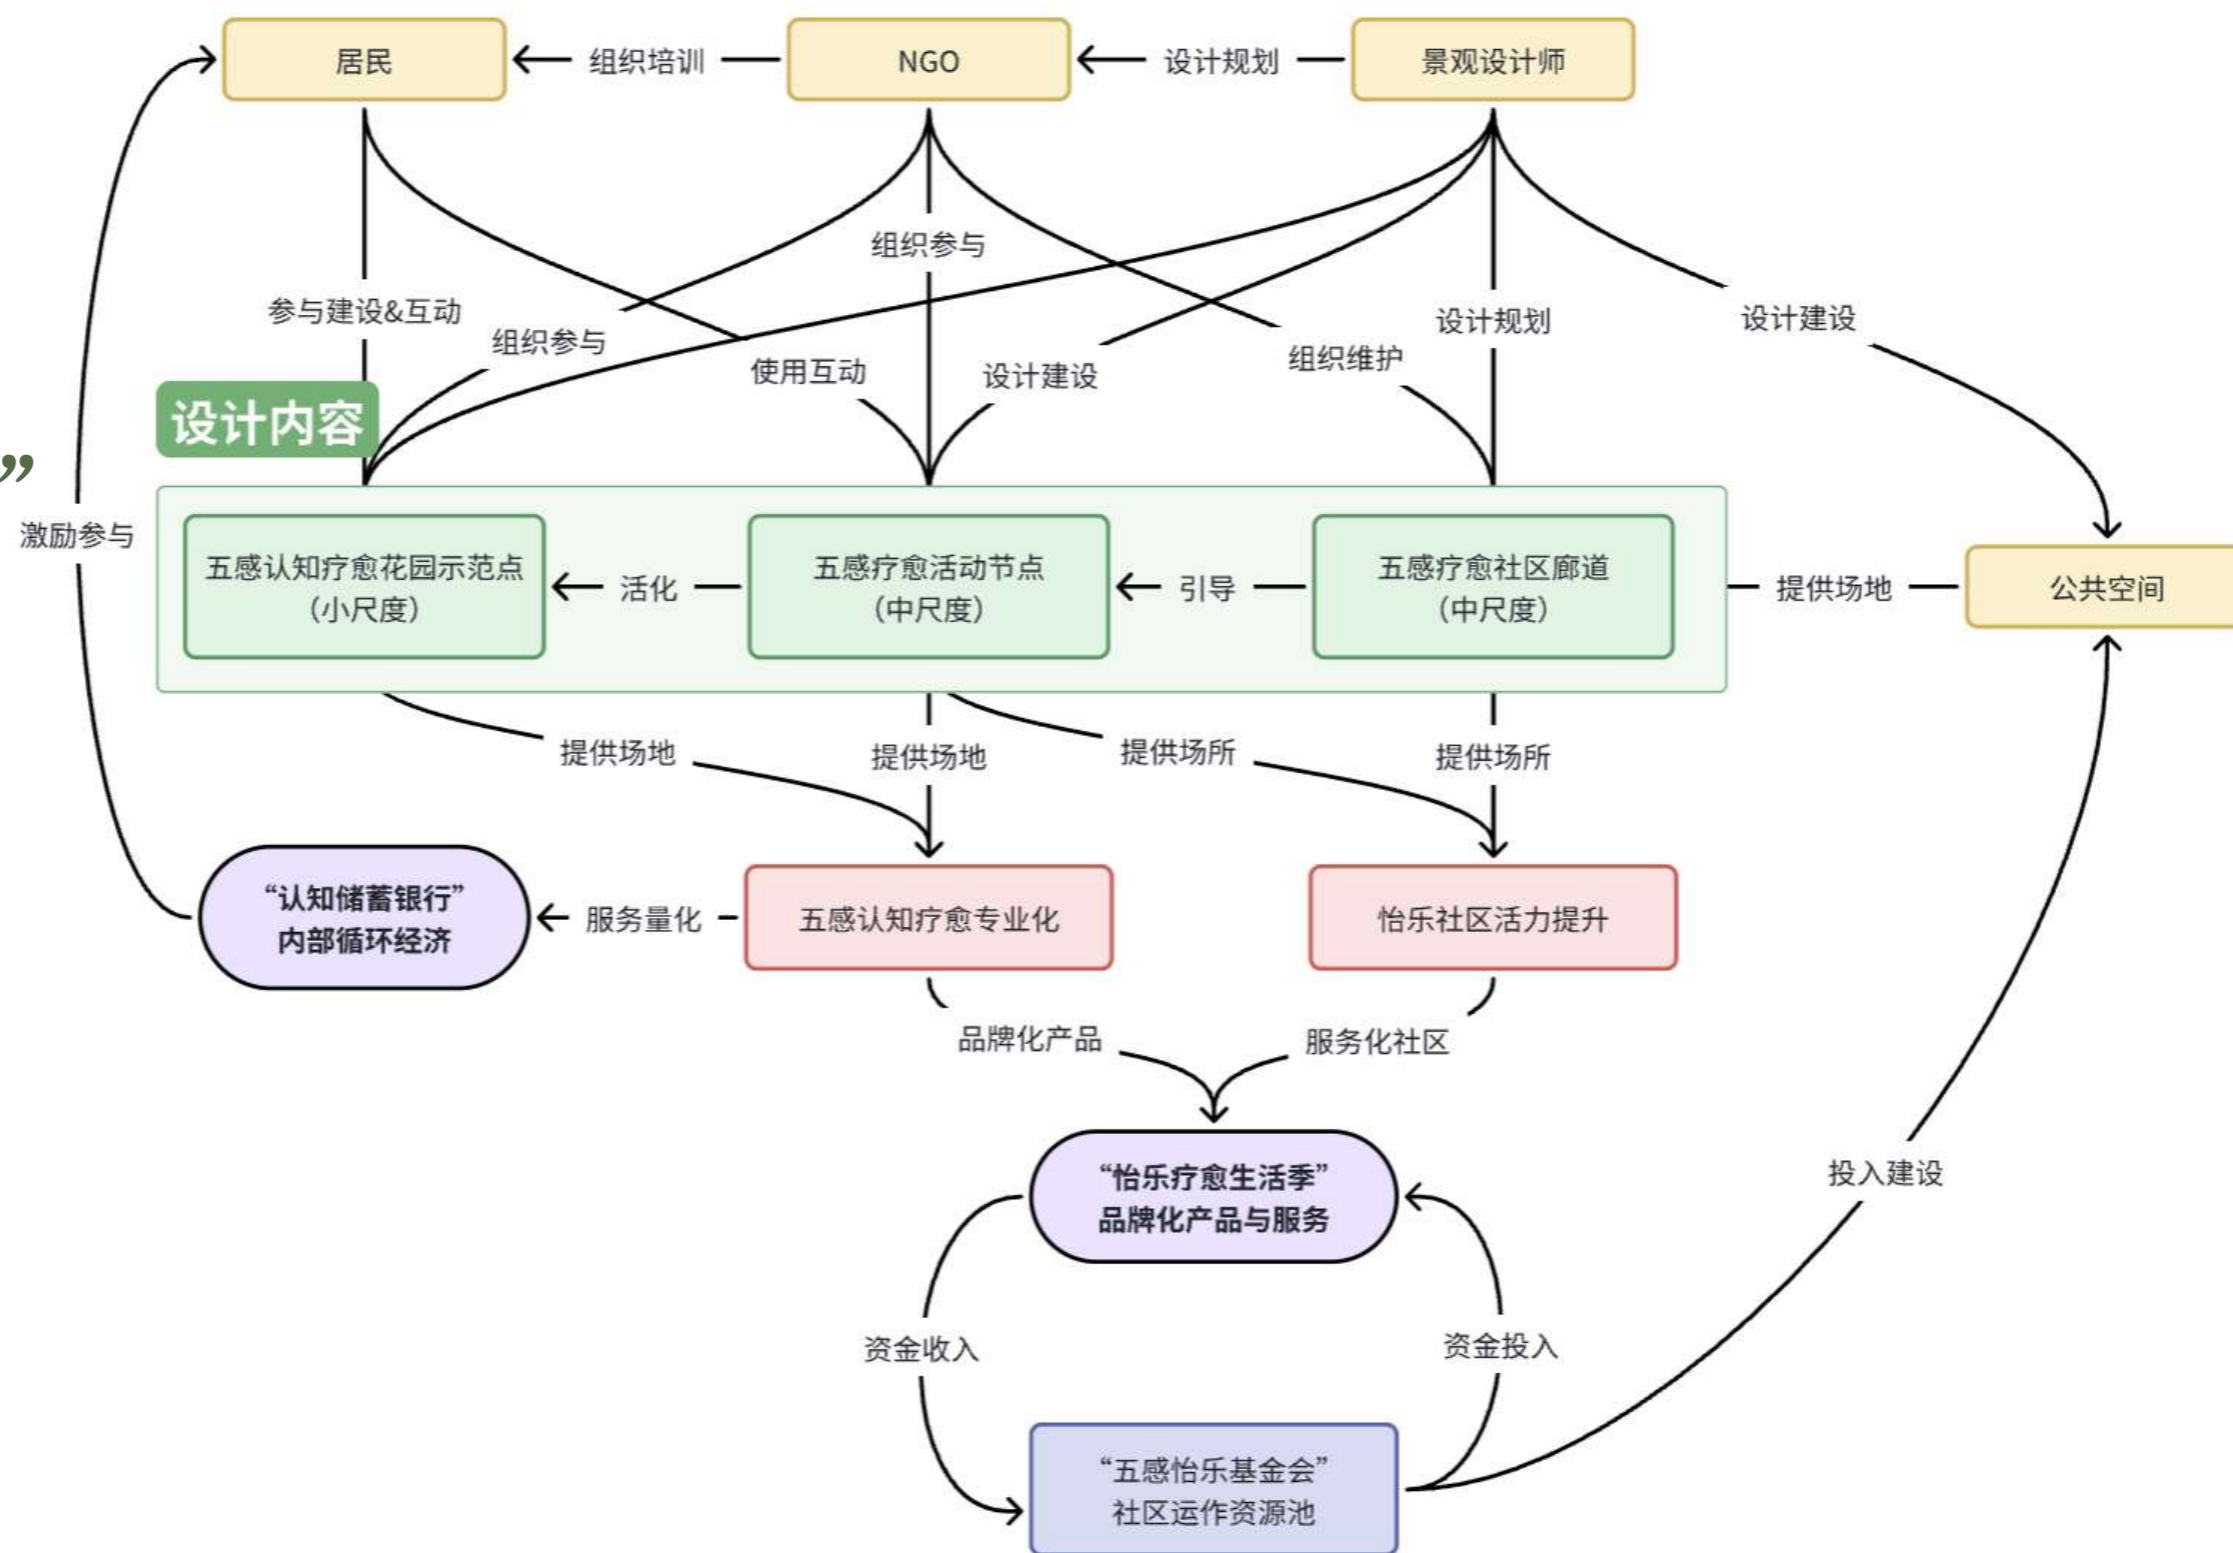 居民
组织培训
NGO
设计规划
景观设计师
组织参与
参与建设&互动
组织参与
使用互动
设计建设
组织维护
设计规划
设计建设
设计内容
”
激励参与
五感认知疗愈花园示范点
（小尺度）
活化
五感疗愈活动节点
（中尺度）
引导
五感疗愈社区廊道
（中尺度）
提供场地
公共空间
提供场地
提供场地
提供场所
提供场所
“认知储蓄银行”
内部循环经济
服务量化
五感认知疗愈专业化
怡乐社区活力提升
品牌化产品
服务化社区
“怡乐疗愈生活季”
品牌化产品与服务
投入建设
资金收入
资金投入
“五感怡乐基金会”
社区运作资源池